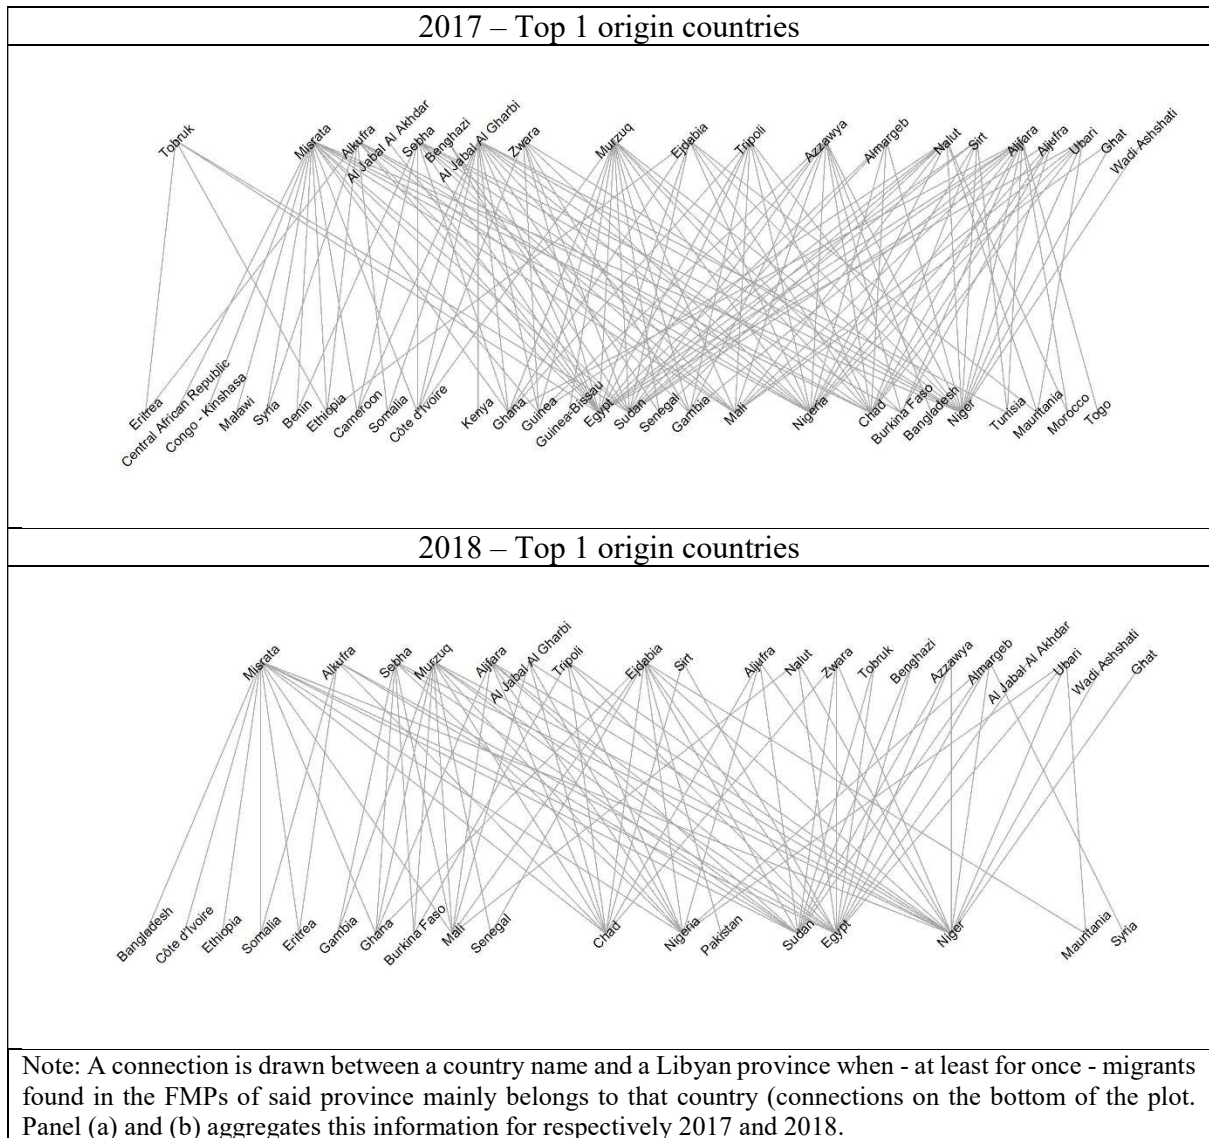 2017 – Top 1 origin countries
Tobruk
Misrata
Alkufra
Al Jabal Al Akhdar
Sebha
Benghazi
Al Jabal Al Gharbi
Zwara
Murzuq
Ejdabia
Tripoli
Azzawya
Almargeb
Nalut
Sirt
Aljfara
Aljufra
Ubari
Ghat
Wadi Ashshati
Eritrea
Central African Republic
Congo - Kinshasa
Malawi
Syria
Benin
Ethiopia
Cameroon
Somalia
Côte d'Ivoire
Kenya
Ghana
Guinea
Guinea-Bissau
Egypt
Sudan
Senegal
Gambia
Mali
Nigeria
Chad
Burkina Faso
Bangladesh
Niger
Tunisia
Mauritania
Morocco
Togo
2018 – Top 1 origin countries
Misrata
Alkufra
Sebha
Murzuq
Aljfara
Al Jabal Al Gharbi
Tripoli
Ejdabia
Sirt
Aljufra
Nalut
Zwara
Tobruk
Benghazi
Azzawya
Almargeb
Al Jabal Al Akhdar
Ubari
Wadi Ashshati
Ghat
Bangladesh
Côte d'Ivoire
Ethiopia
Somalia
Eritrea
Gambia
Ghana
Burkina Faso
Mali
Senegal
Chad
Nigeria
Pakistan
Sudan
Egypt
Niger
Mauritania
Syria
Note: A connection is drawn between a country name and a Libyan province when - at least for once - migrants
found in the FMPs of said province mainly belongs to that country (connections on the bottom of the plot.
Panel (a) and (b) aggregates this information for respectively 2017 and 2018.